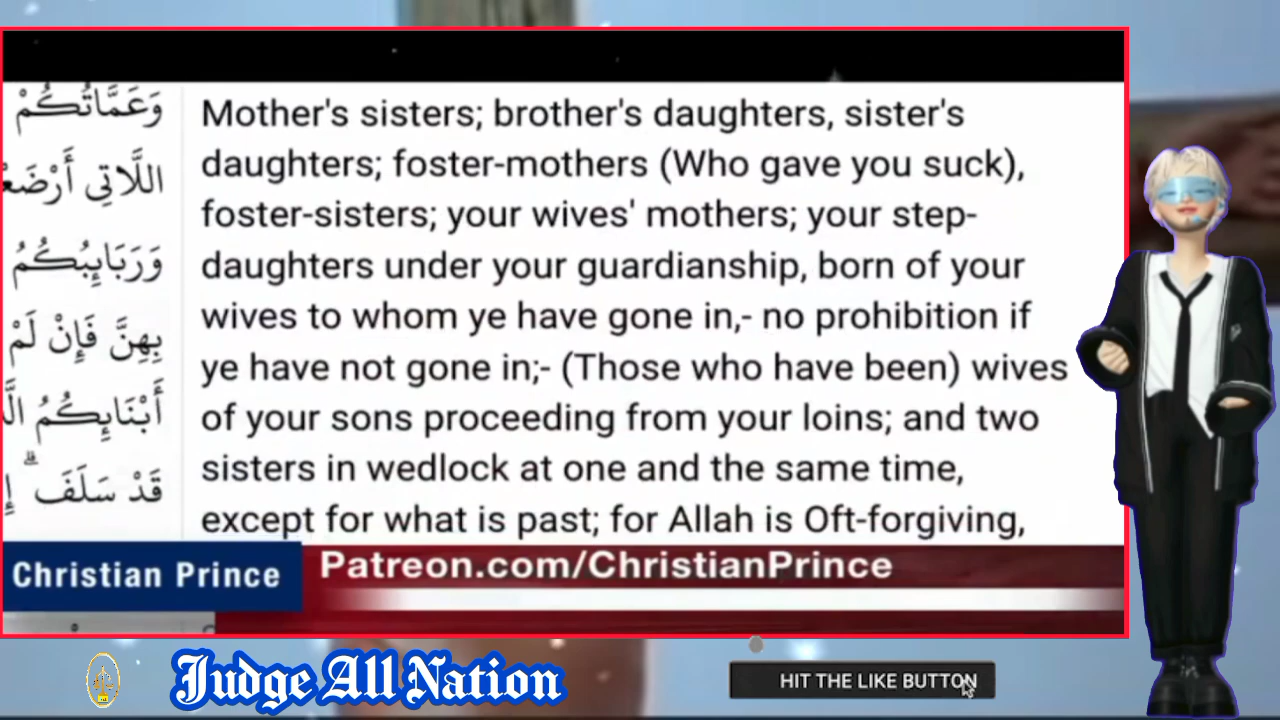 وَعَمَّاتُكُمْ
اللَّاتِي
وَرَبَائِبُكُمُ
بِهِنَّ فَإِنْ لَمْ
أَبْنَائِكُمُ
قَدْ سَلَفَ ۗ
Mother's sisters; brother's daughters, sister's
daughters; foster-mothers (Who gave you suck),
foster-sisters; your wives' mothers; your step-
daughters under your guardianship, born of your
wives to whom ye have gone in,- no prohibition if
ye have not gone in;- (Those who have been) wives
of your sons proceeding from your loins; and two
sisters in wedlock at one and the same time,
except for what is past; for Allah is Oft-forgiving,
Christian Prince
Patreon.com/ChristianPrince
Judge All Nation
HIT THE LIKE BUTTON